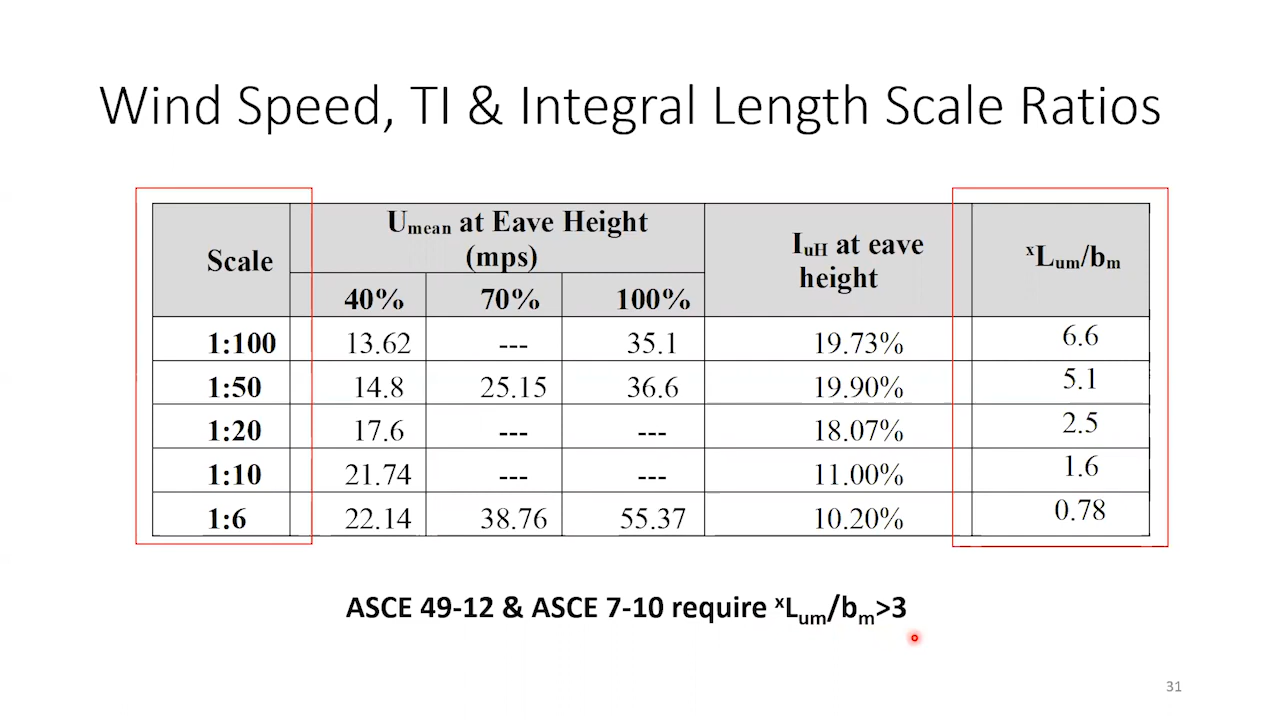 Wind Speed, TI & Integral Length Scale Ratios
Scale
Umean at Eave Height
(mps)
IuH at eave
height
xLum/bm
40% 70% 100%
1:100 13.62 --- 35.1 19.73% 6.6
1:50 14.8 25.15 36.6 19.90% 5.1
1:20 17.6 --- --- 18.07% 2.5
1:10 21.74 --- --- 11.00% 1.6
1:6 22.14 38.76 55.37 10.20% 0.78
ASCE 49-12 & ASCE 7-10 require xLum/bm>3
31